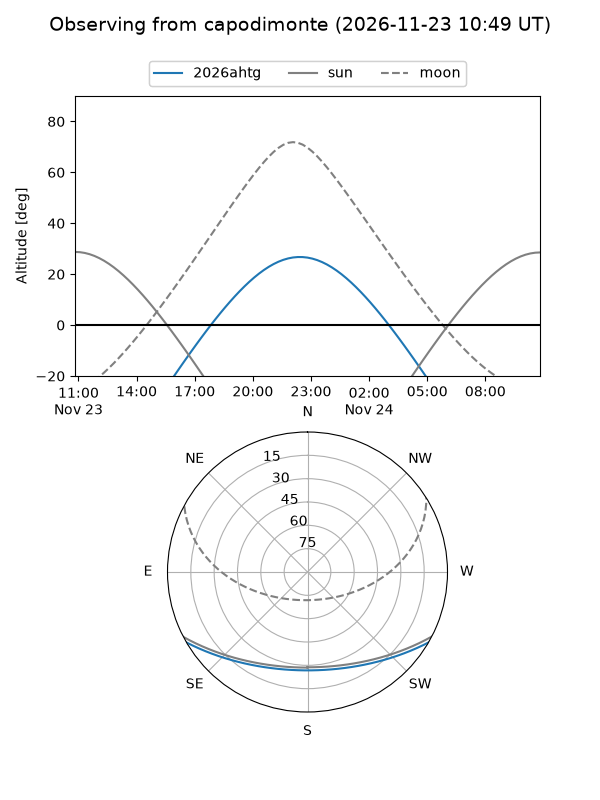 Observing from capodimonte (2026-11-23 10:49 UT)
2026ahtg sun moon
Altitude [deg]
80
60
40
20
0
−20
11:00 14:00 17:00 20:00 23:00 02:00 05:00 08:00
Nov 23 Nov 24
N
NE NW
15
30
45
60
75
E W
SE SW
S